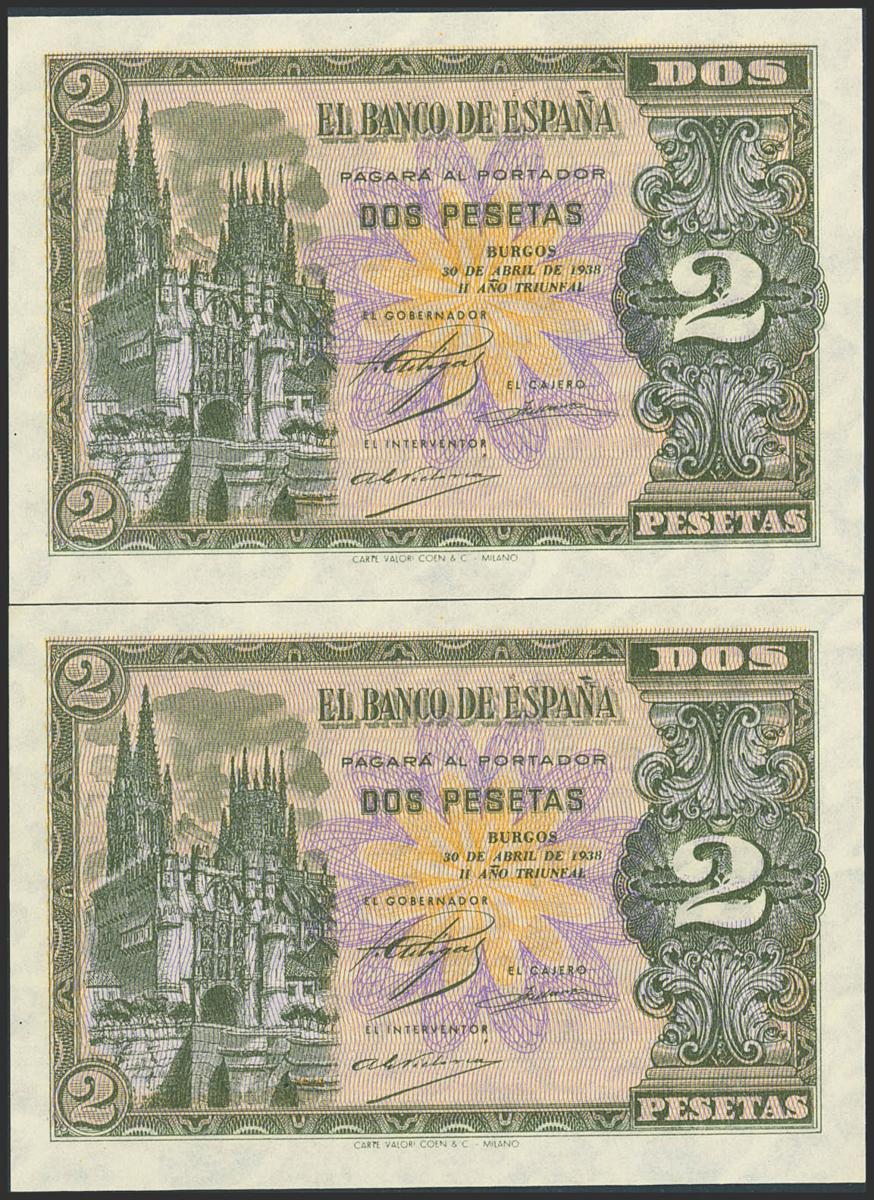 2
DOS
EL BANCO DE ESPAÑA
PAGARÁ AL PORTADOR
DOS PESETAS
BURGOS
30 DE ABRIL DE 1938
II AÑO TRIUNFAL
2
EL GOBERNADOR
EL CAJERO
EL INTERVENTOR
2
PESETAS
CARTE VALORI COEN & C. - MILANO
2
DOS
EL BANCO DE ESPAÑA
PAGARÁ AL PORTADOR
DOS PESETAS
BURGOS
30 DE ABRIL DE 1938
II AÑO TRIUNFAL
2
EL GOBERNADOR
EL CAJERO
EL INTERVENTOR
2
PESETAS
CARTE VALORI COEN & C. - MILANO